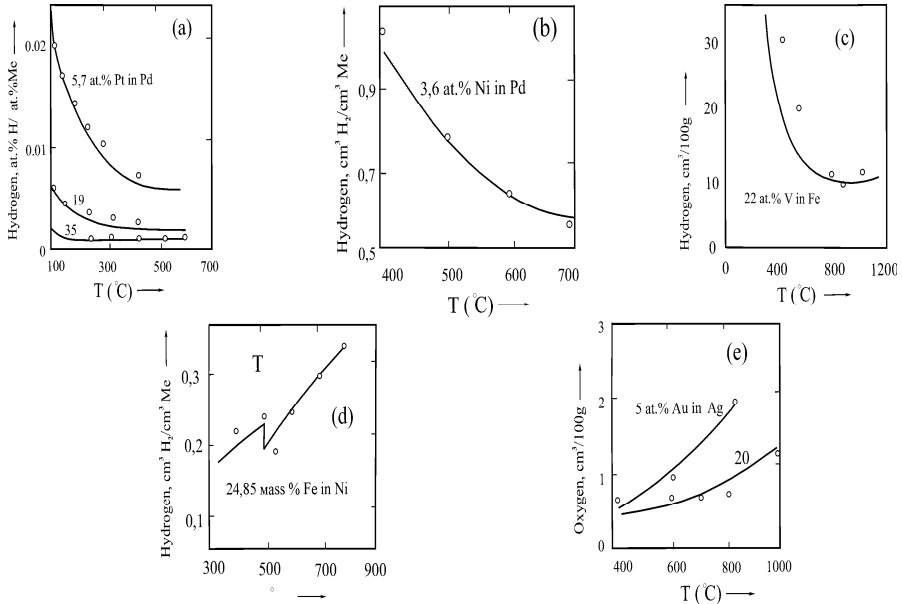 (a)
Hydrogen, at.% H/ at.%Me
0.02
0.01
0
5,7 at.% Pt in Pd
19
35
100 300 500 700
T (°C)
(b)
Hydrogen, cm³ H₂/cm³ Me
0,9
0,7
0,5
3,6 at.% Ni in Pd
400 500 600 700
T (°C)
(c)
Hydrogen, cm³/100g
30
20
10
0
22 at.% V in Fe
0 400 800 1200
T (°C)
(d)
Hydrogen, cm³ H₂/cm³ Me
0,3
0,2
0,1
T
24,85 мass % Fe in Ni
300 500 700 900
°
(e)
Oxygen, cm³/100g
3
2
1
0
5 at.% Au in Ag
20
400 600 800 1000
T (°C)